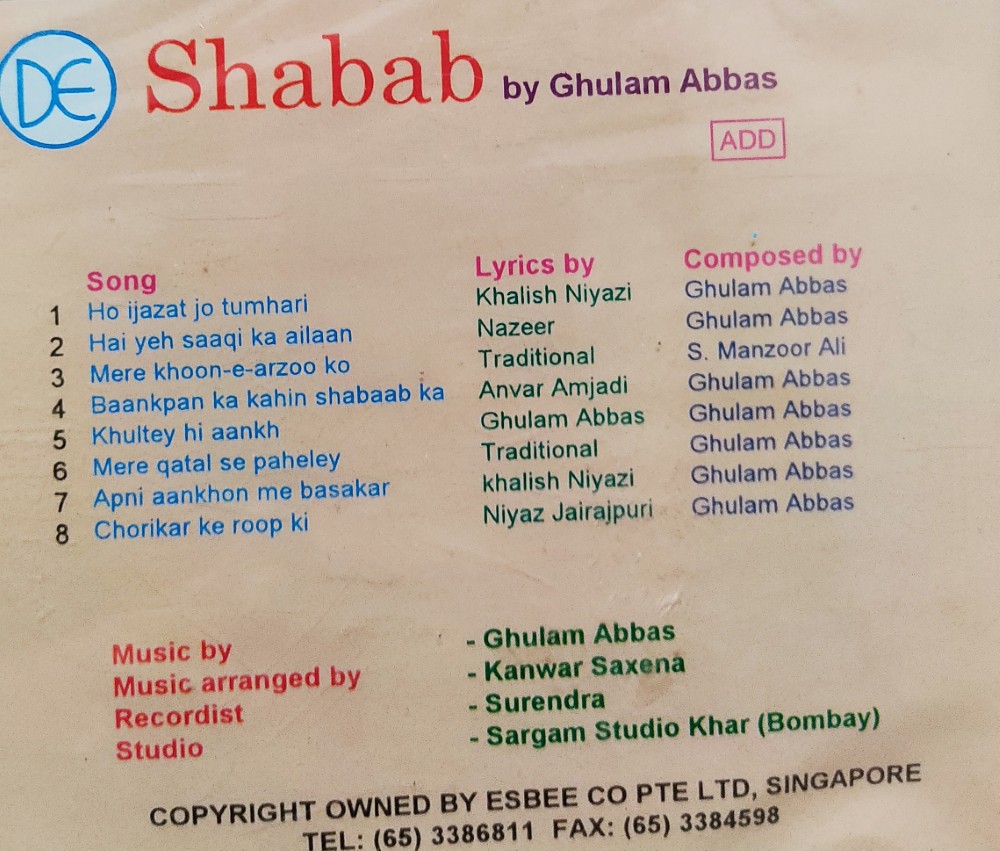 DE Shabab by Ghulam Abbas
ADD
Song Lyrics by Composed by
1 Ho ijazat jo tumhari Khalish Niyazi Ghulam Abbas
2 Hai yeh saaqi ka ailaan Nazeer Ghulam Abbas
3 Mere khoon-e-arzoo ko Traditional S. Manzoor Ali
4 Baankpan ka kahin shabaab ka Anvar Amjadi Ghulam Abbas
5 Khultey hi aankh Ghulam Abbas Ghulam Abbas
6 Mere qatal se paheley Traditional Ghulam Abbas
7 Apni aankhon me basakar khalish Niyazi Ghulam Abbas
8 Chorikar ke roop ki Niyaz Jairajpuri Ghulam Abbas
Music by - Ghulam Abbas
Music arranged by - Kanwar Saxena
Recordist - Surendra
Studio - Sargam Studio Khar (Bombay)
COPYRIGHT OWNED BY ESBEE CO PTE LTD, SINGAPORE
TEL: (65) 3386811 FAX: (65) 3384598